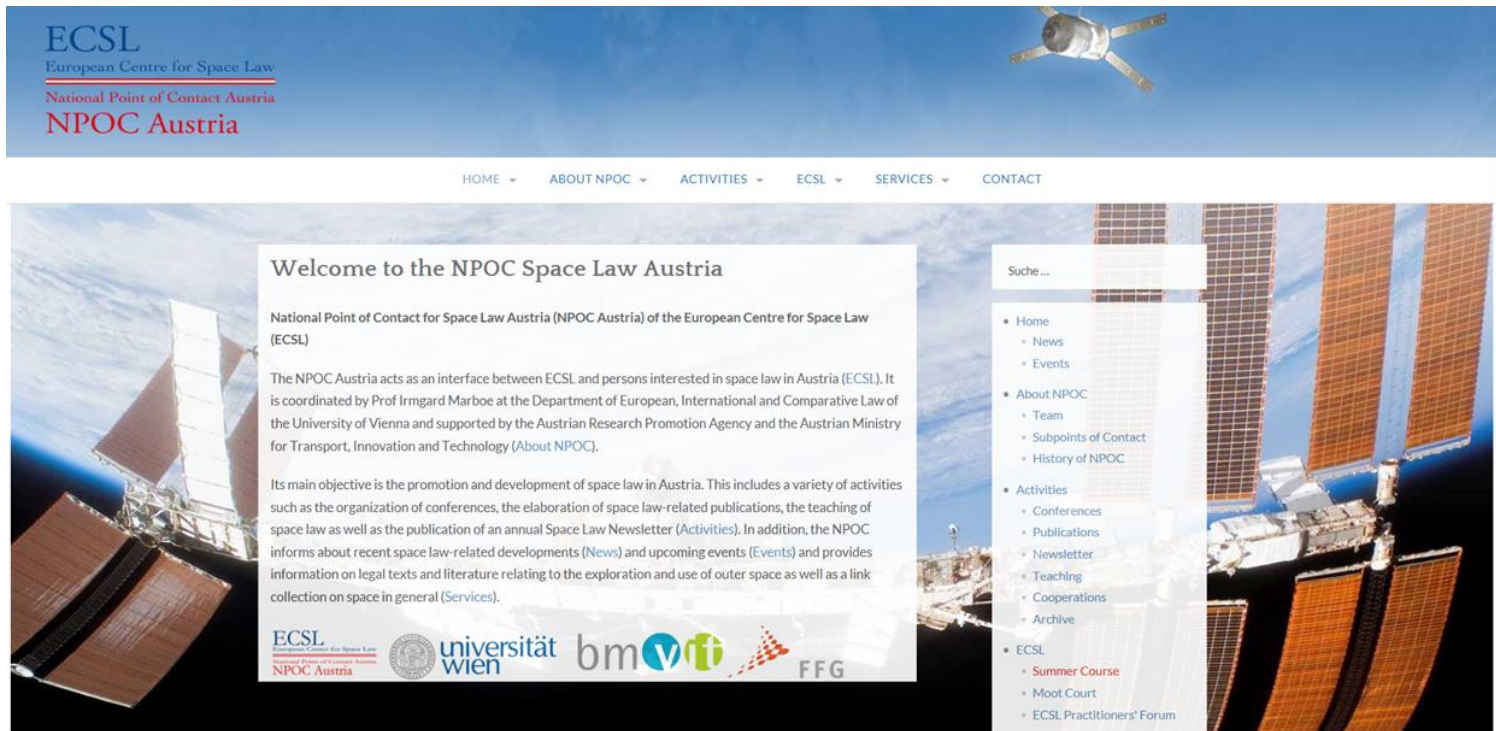 ECSL
European Centre for Space Law
National Point of Contact Austria
NPOC Austria
HOME ABOUT NPOC ACTIVITIES ECSL SERVICES CONTACT
Welcome to the NPOC Space Law Austria
National Point of Contact for Space Law Austria (NPOC Austria) of the European Centre for Space Law
(ECSL)
The NPOC Austria acts as an interface between ECSL and persons interested in space law in Austria (ECSL). It
is coordinated by Prof Irmgard Marboe at the Department of European, International and Comparative Law of
the University of Vienna and supported by the Austrian Research Promotion Agency and the Austrian Ministry
for Transport, Innovation and Technology (About NPOC).
Its main objective is the promotion and development of space law in Austria. This includes a variety of activities
such as the organization of conferences, the elaboration of space law-related publications, the teaching of
space law as well as the publication of an annual Space Law Newsletter (Activities). In addition, the NPOC
informs about recent space law-related developments (News) and upcoming events (Events) and provides
information on legal texts and literature relating to the exploration and use of outer space as well as a link
collection on space in general (Services).
ECSL
European Centre for Space Law
National Point of Contact Austria
NPOC Austria
universität
wien
bmvit
FFG
Suche ...
Home
News
Events
About NPOC
Team
Subpoints of Contact
History of NPOC
Activities
Conferences
Publications
Newsletter
Teaching
Cooperations
Archive
ECSL
Summer Course
Moot Court
ECSL Practitioners' Forum